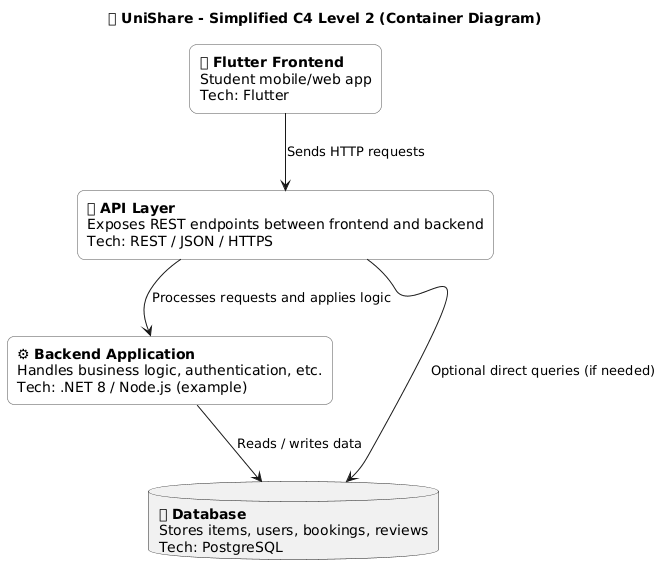 UniShare - Simplified C4 Level 2 (Container Diagram)
Flutter Frontend
Student mobile/web app
Tech: Flutter
Sends HTTP requests
API Layer
Exposes REST endpoints between frontend and backend
Tech: REST / JSON / HTTPS
Processes requests and applies logic
⚙ Backend Application
Handles business logic, authentication, etc.
Tech: .NET 8 / Node.js (example)
Optional direct queries (if needed)
Reads / writes data
Database
Stores items, users, bookings, reviews
Tech: PostgreSQL